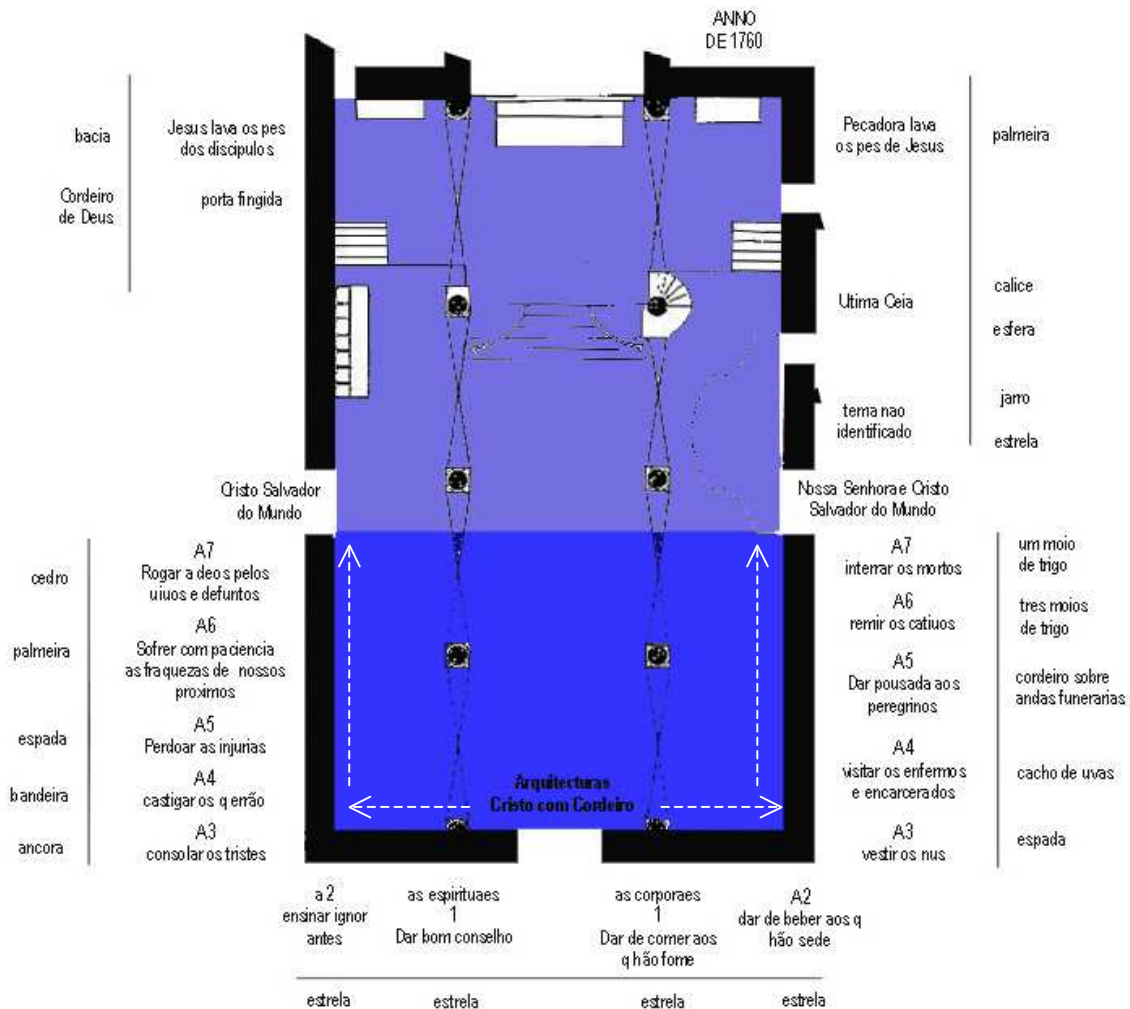 ANNO
DE 1760
bacia
Jesus lava os pes
dos discipulos
Cordeiro
de Deus
porta fingida
Pecadora lava
os pes de Jesus
palmeira
Utima Ceia
calice
esfera
tema nao
identificado
jarro
estrela
Cristo Salvador
do Mundo
Nossa Senhora e Cristo
Salvador do Mundo
cedro
A7
Rogar a deos pelos
uiuos e defuntos
palmeira
A6
Sofrer com paciencia
as fraquezas de nossos
proximos
espada
A5
Perdoar as injurias
bandeira
A4
castigar os q errão
ancora
A3
consolar os tristes
A7
interrar os mortos
um moio
de trigo
A6
remir os catiuos
tres moios
de trigo
A5
Dar pousada aos
peregrinos
cordeiro sobre
andas funerarias
A4
visitar os enfermos
e encarcerados
cacho de uvas
A3
vestir os nus
espada
Arquitecturas
Cristo com Cordeiro
a 2
ensinar ignor
antes
as espirituaes
1
Dar bom conselho
as corporaes
1
Dar de comer aos
q hão fome
A2
dar de beber aos q
hão sede
estrela
estrela
estrela
estrela